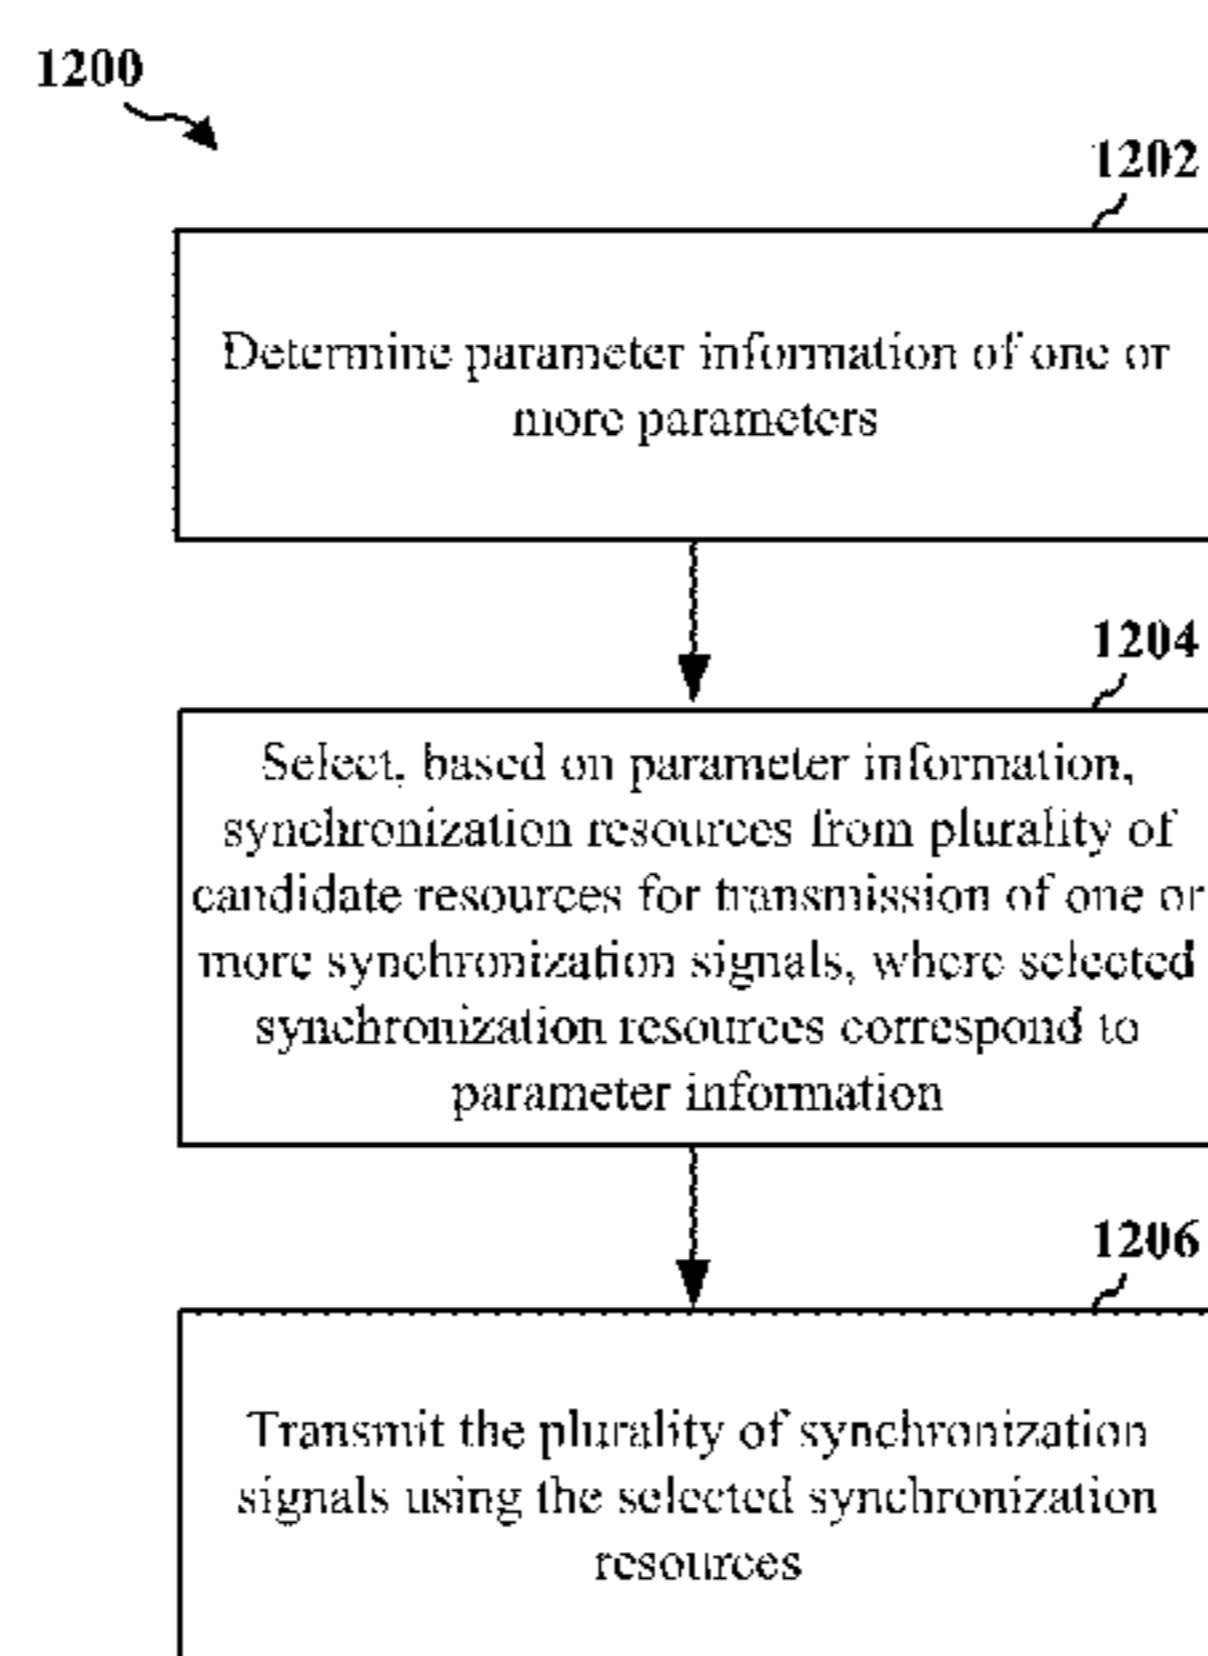 1200
1202
Determine parameter information of one or
more parameters
1204
Select, based on parameter information,
synchronization resources from plurality of
candidate resources for transmission of one or
more synchronization signals, where selected
synchronization resources correspond to
parameter information
1206
Transmit the plurality of synchronization
signals using the selected synchronization
resources